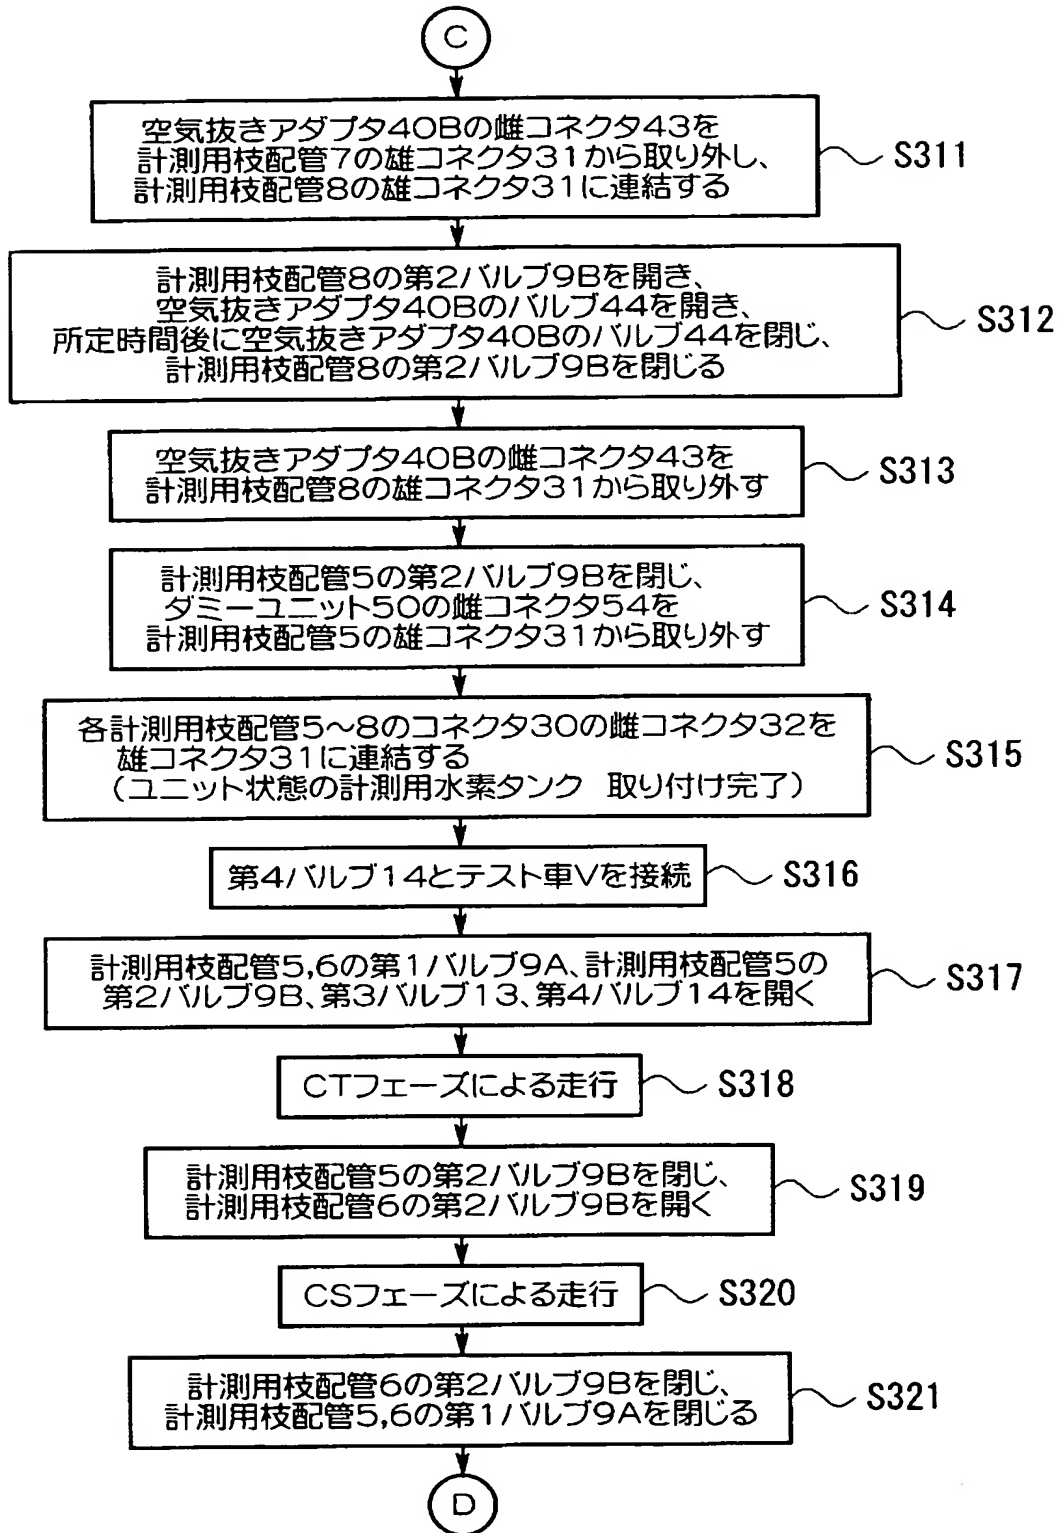 C
空気抜きアダプタ40Bの雌コネクタ43を
計測用枝配管7の雄コネクタ31から取り外し、
計測用枝配管8の雄コネクタ31に連結する
S311
計測用枝配管8の第2バルブ9Bを開き、
空気抜きアダプタ40Bのバルブ44を開き、
所定時間後に空気抜きアダプタ40Bのバルブ44を閉じ、
計測用枝配管8の第2バルブ9Bを閉じる
S312
空気抜きアダプタ40Bの雌コネクタ43を
計測用枝配管8の雄コネクタ31から取り外す
S313
計測用枝配管5の第2バルブ9Bを閉じ、
ダミーユニット50の雌コネクタ54を
計測用枝配管5の雄コネクタ31から取り外す
S314
各計測用枝配管5~8のコネクタ30の雌コネクタ32を
雄コネクタ31に連結する
(ユニット状態の計測用水素タンク 取り付け完了)
S315
第4バルブ14とテスト車Vを接続
S316
計測用枝配管5,6の第1バルブ9A、計測用枝配管5の
第2バルブ9B、第3バルブ13、第4バルブ14を開く
S317
CTフェーズによる走行
S318
計測用枝配管5の第2バルブ9Bを閉じ、
計測用枝配管6の第2バルブ9Bを開く
S319
CSフェーズによる走行
S320
計測用枝配管6の第2バルブ9Bを閉じ、
計測用枝配管5,6の第1バルブ9Aを閉じる
S321
D